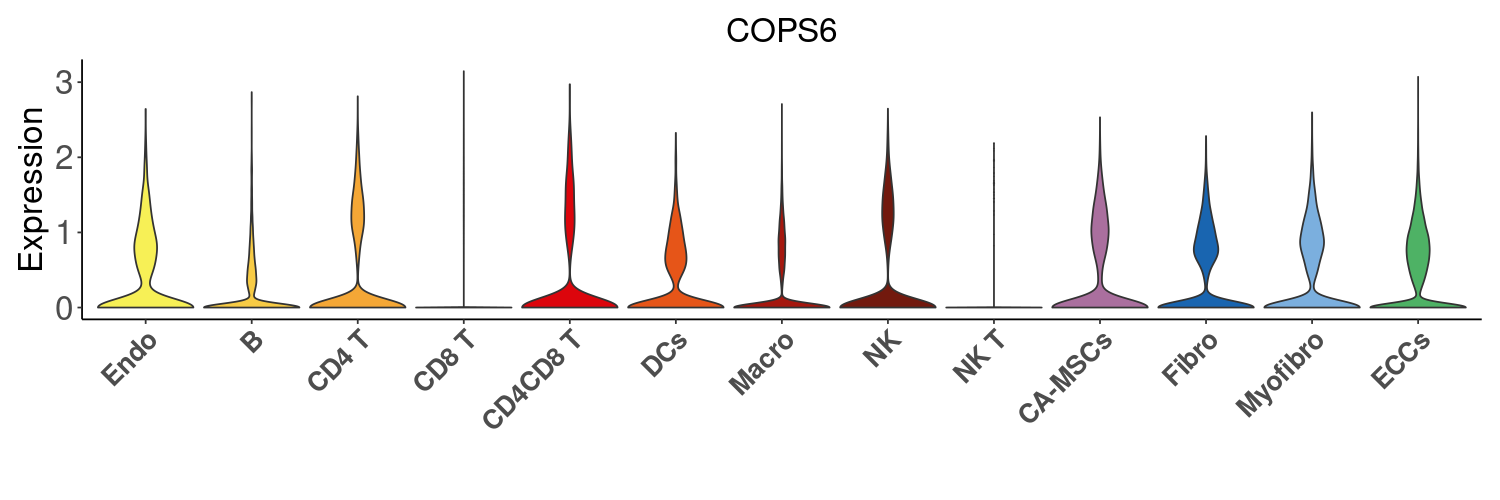 COPS6
Expression
3
2
1
0
Endo
B
CD4 T
CD8 T
CD4CD8 T
DCs
Macro
NK
NK T
CA-MSCs
Fibro
Myofibro
ECCs